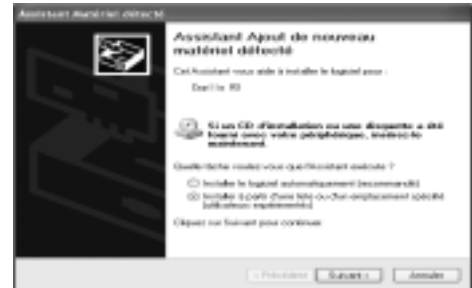 Assistant Matériel détecté
Assistant Ajout de nouveau
matériel détecté
Cet Assistant vous aide à installer le logiciel pour :
Si un CD d'installation ou une disquette a été
fourni avec votre périphérique, insérez-le
maintenant.
Quelle tâche voulez-vous que l'Assistant exécute ?
Installer le logiciel automatiquement (recommandé)
Installer à partir d'une liste ou d'un emplacement spécifié
(utilisateurs expérimentés)
Cliquez sur Suivant pour continuer.
< Précédent
Suivant >
Annuler